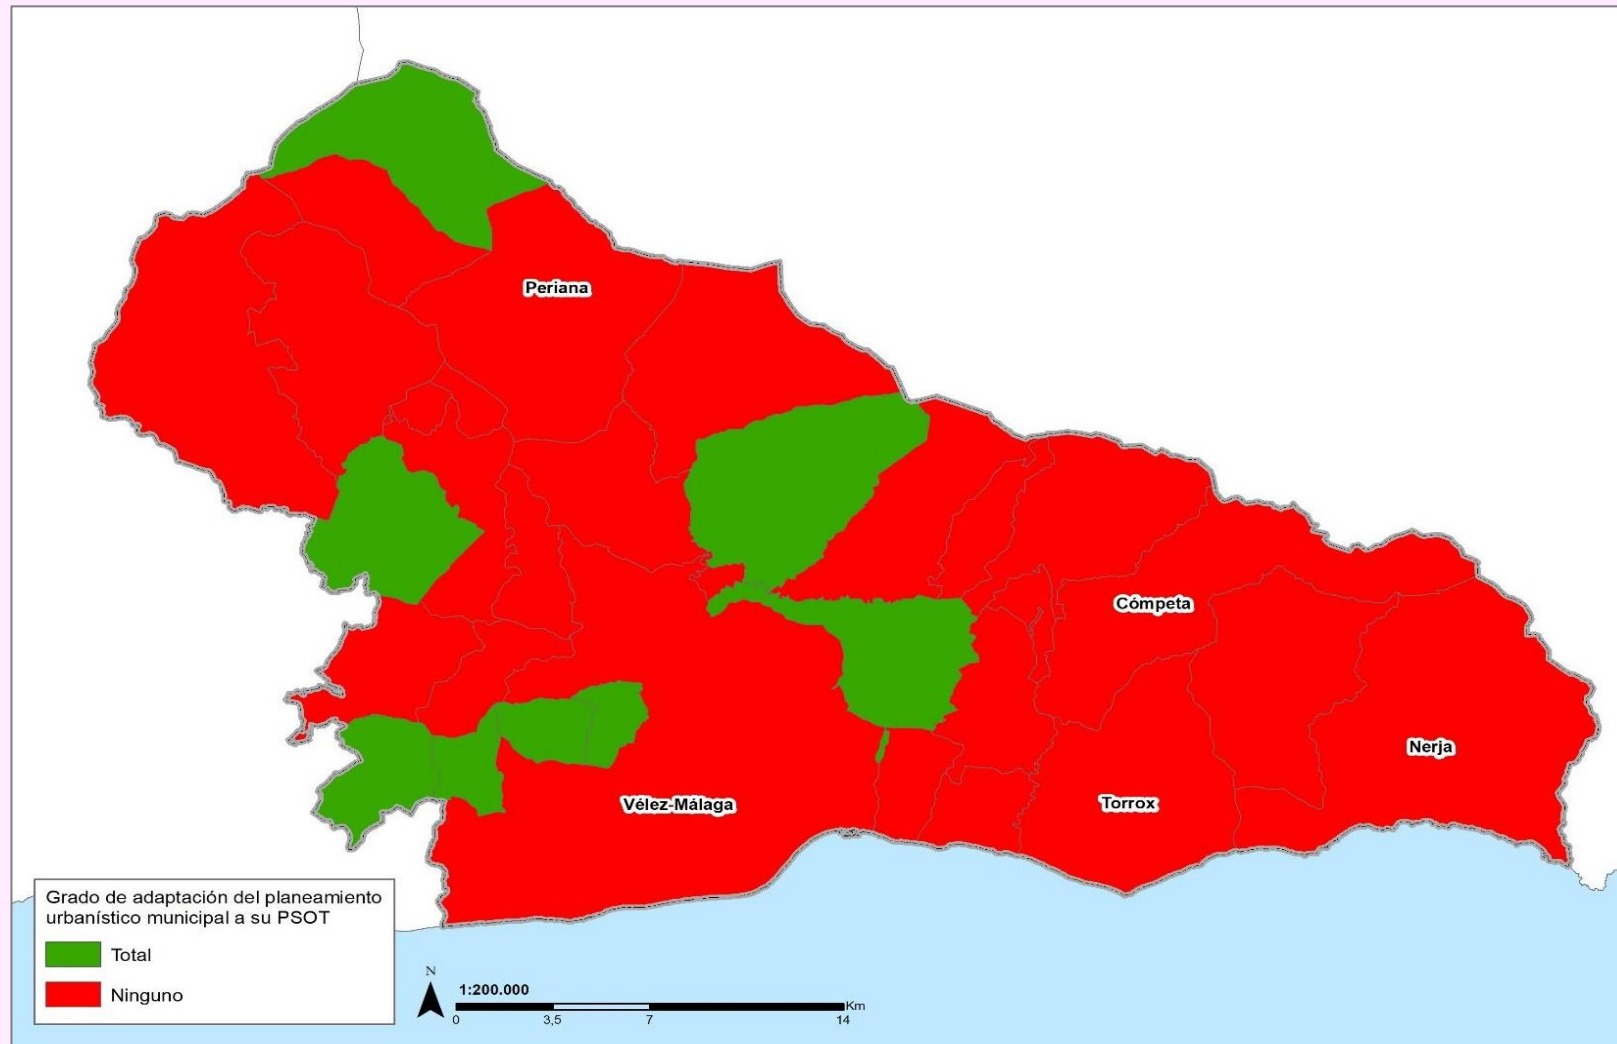 Periana
Cómpeta
Nerja
Torrox
Vélez-Málaga
Grado de adaptación del planeamiento
urbanístico municipal a su PSOT
Total
Ninguno
N
1:200.000
Km
0 3,5 7 14